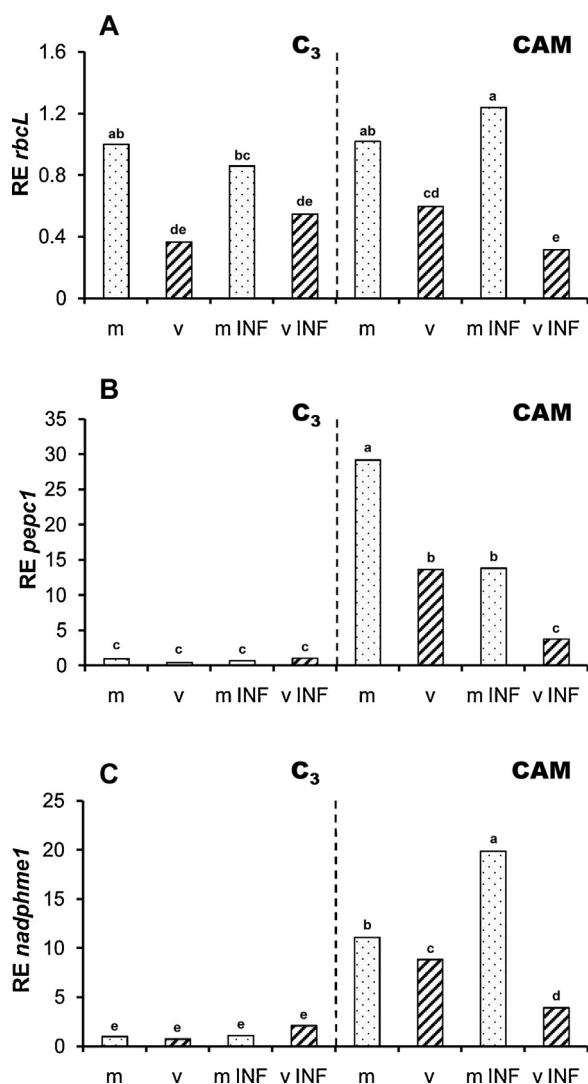 A
C₃
CAM
RE rbcL
1.6
1.2
0.8
0.4
0
ab
de
bc
de
ab
cd
a
e
m
v
m INF
v INF
m
v
m INF
v INF
B
C₃
CAM
RE pepc1
35
30
25
20
15
10
5
0
c
c
c
c
a
b
b
c
m
v
m INF
v INF
m
v
m INF
v INF
C
C₃
CAM
RE nadphme1
25
20
15
10
5
0
e
e
e
e
b
c
a
d
m
v
m INF
v INF
m
v
m INF
v INF